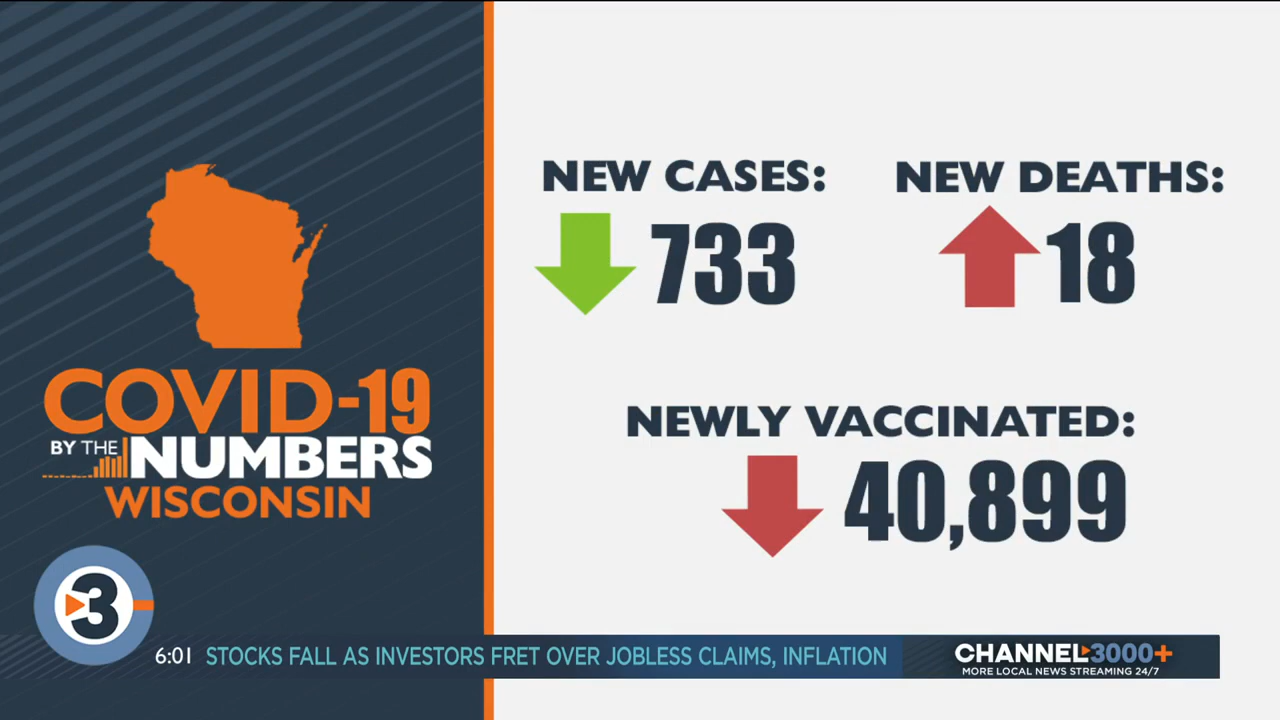 COVID-19
BY THE NUMBERS
WISCONSIN
NEW CASES:
733
NEW DEATHS:
18
NEWLY VACCINATED:
40,899
3
6:01 STOCKS FALL AS INVESTORS FRET OVER JOBLESS CLAIMS, INFLATION
CHANNEL3000+
MORE LOCAL NEWS STREAMING 24/7